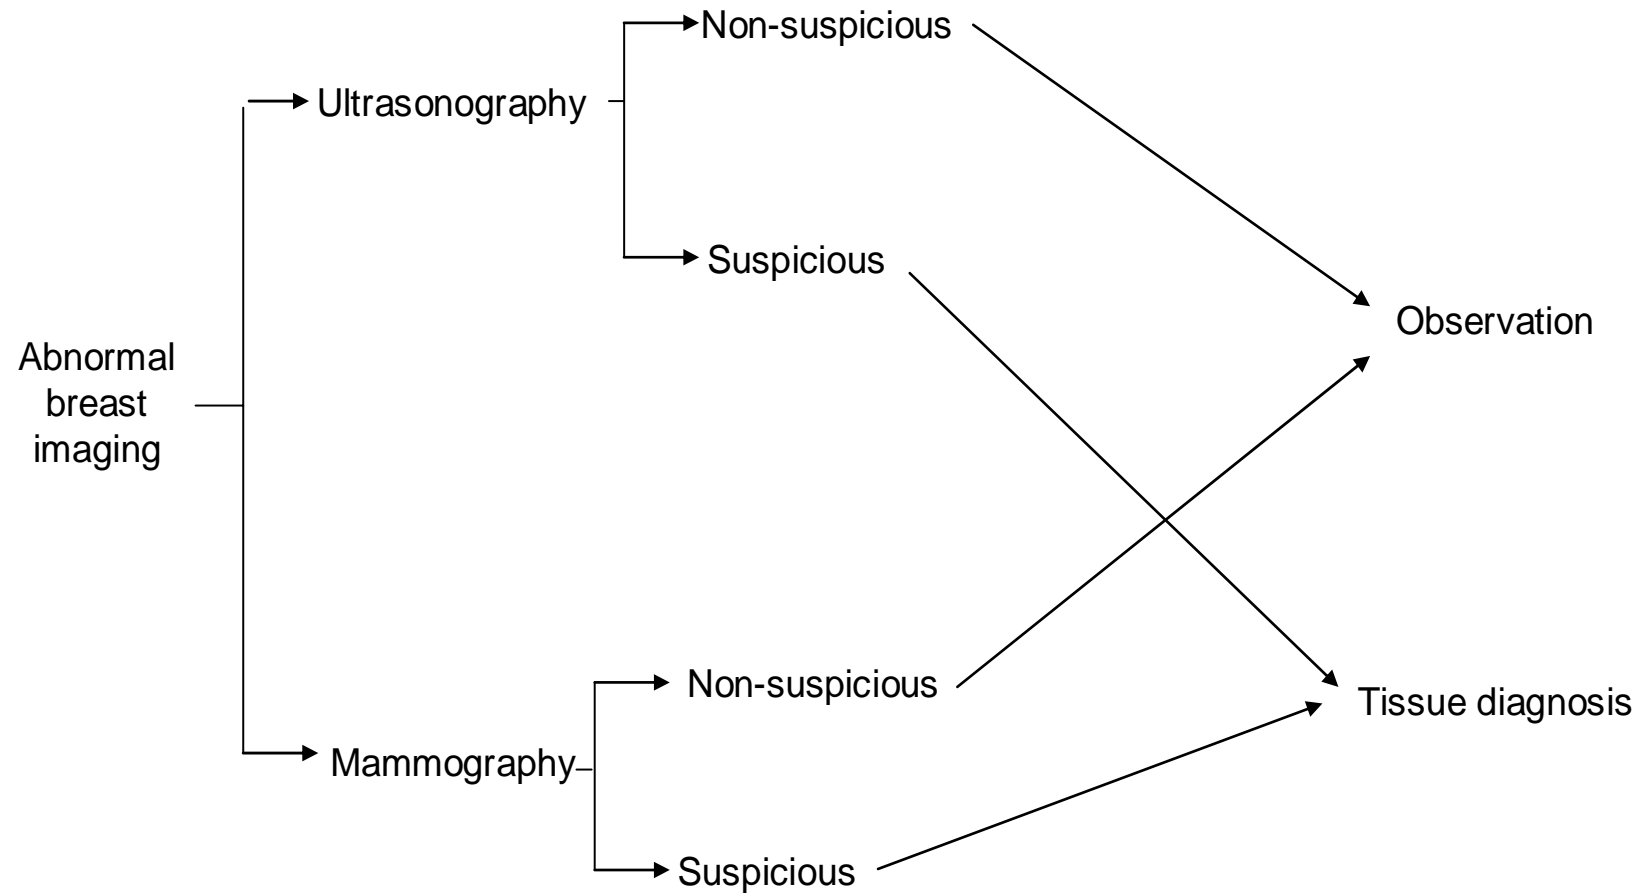 Non-suspicious
Ultrasonography
Suspicious
Observation
Abnormal
breast
imaging
Non-suspicious
Tissue diagnosis
Mammography
Suspicious